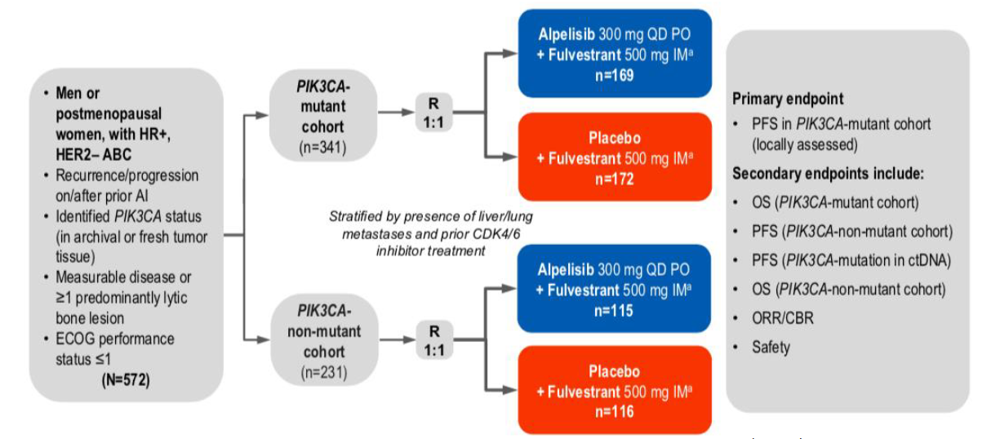 • Men or
postmenopausal
women, with HR+,
HER2– ABC
• Recurrence/progression
on/after prior AI
• Identified PIK3CA status
(in archival or fresh tumor
tissue)
• Measurable disease or
≥1 predominantly lytic
bone lesion
• ECOG performance
status ≤1
(N=572)
PIK3CA-
mutant
cohort
(n=341)
R
1:1
Alpelisib 300 mg QD PO
+ Fulvestrant 500 mg IMª
n=169
Placebo
+ Fulvestrant 500 mg IMª
n=172
Stratified by presence of liver/lung
metastases and prior CDK4/6
inhibitor treatment
PIK3CA-
non-mutant
cohort
(n=231)
R
1:1
Alpelisib 300 mg QD PO
+ Fulvestrant 500 mg IMª
n=115
Placebo
+ Fulvestrant 500 mg IMª
n=116
Primary endpoint
• PFS in PIK3CA-mutant cohort
(locally assessed)
Secondary endpoints include:
• OS (PIK3CA-mutant cohort)
• PFS (PIK3CA-non-mutant cohort)
• PFS (PIK3CA-mutation in ctDNA)
• OS (PIK3CA-non-mutant cohort)
• ORR/CBR
• Safety